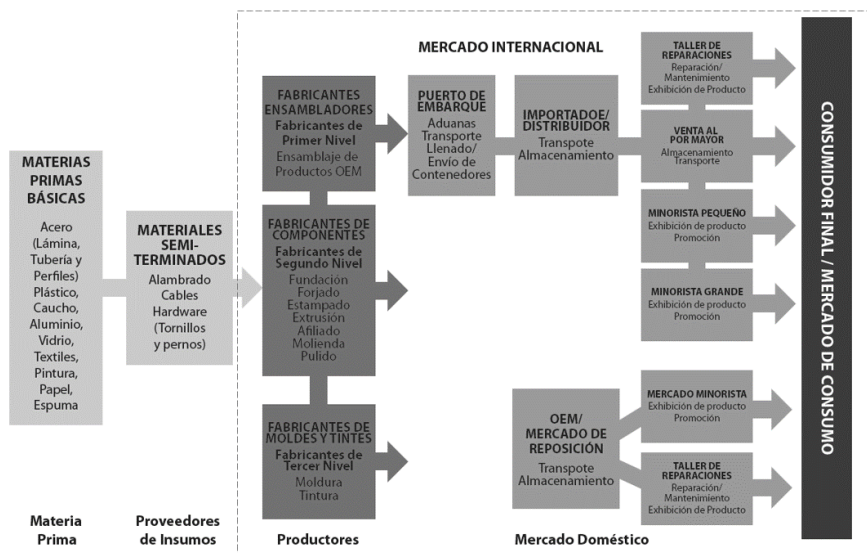 MATERIAS
PRIMAS
BÁSICAS
Acero
(Lámina,
Tubería y
Perfiles)
Plástico,
Caucho,
Aluminio,
Vidrio,
Textiles,
Pintura,
Papel,
Espuma
Materia
Prima
MATERIALES
SEMI-
TERMINADOS
Alambrado
Cables
Hardware
(Tornillos
y pernos)
Proveedores
de Insumos
FABRICANTES
ENSAMBLADORES
Fabricantes de
Primer Nivel
Ensamblaje de
Productos OEM
FABRICANTES DE
COMPONENTES
Fabricantes de
Segundo Nivel
Fundación
Forjado
Estampado
Extrusión
Afiliado
Molienda
Pulido
FABRICANTES DE
MOLDES Y TINTES
Fabricantes de
Tercer Nivel
Moldura
Tintura
Productores
MERCADO INTERNACIONAL
PUERTO DE
EMBARQUE
Aduanas
Transporte
Llenado/
Envío de
Contenedores
IMPORTADOE/
DISTRIBUIDOR
Transpote
Almacenamiento
TALLER DE
REPARACIONES
Reparación/
Mantenimiento
Exhibición de Producto
VENTA AL
POR MAYOR
Almacenamiento
Transporte
MINORISTA PEQUEÑO
Exhibición de producto
Promoción
MINORISTA GRANDE
Exhibición de producto
Promoción
OEM/
MERCADO DE
REPOSICIÓN
Transpote
Almacenamiento
MERCADO MINORISTA
Exhibición de producto
Promoción
TALLER DE
REPARACIONES
Reparación/
Mantenimiento
Exhibición de Producto
Mercado Doméstico
CONSUMIDOR FINAL / MERCADO DE CONSUMO